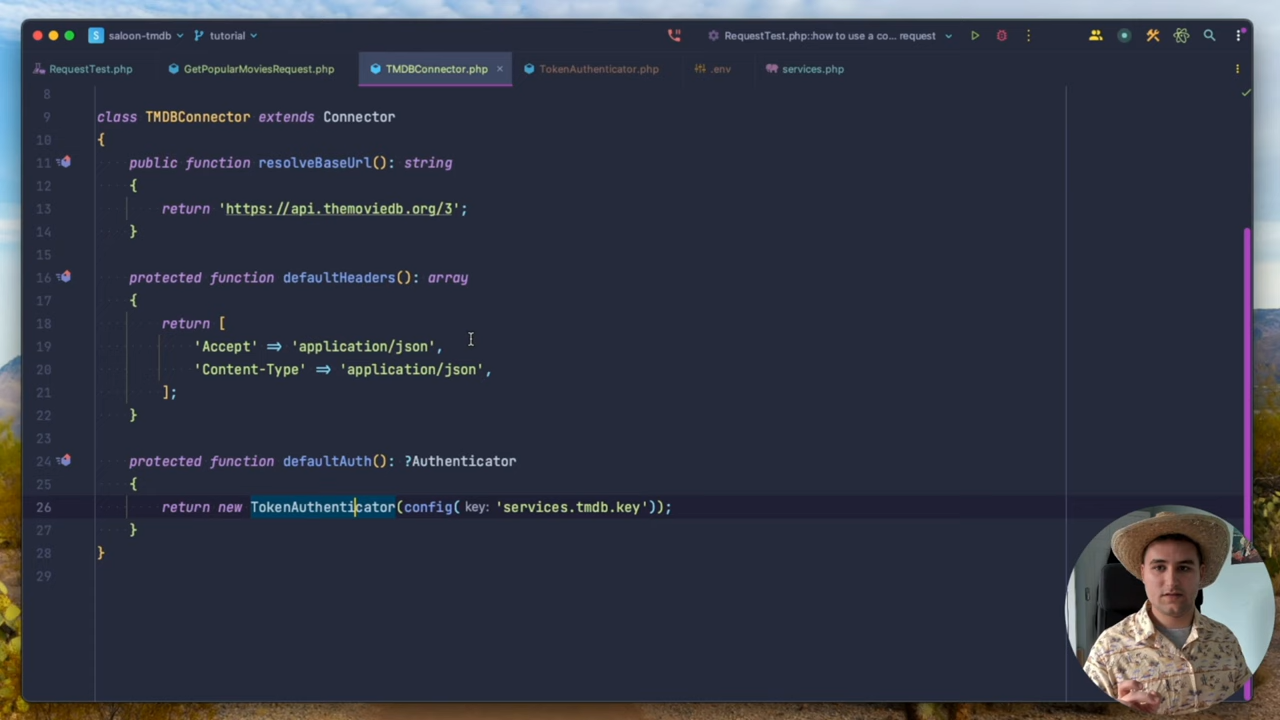 saloon-tmdb tutorial RequestTest.php::how to use a co... request
RequestTest.php GetPopularMoviesRequest.php TMDBConnector.php × TokenAuthenticator.php .env services.php
8
9 class TMDBConnector extends Connector
10 {
11 public function resolveBaseUrl(): string
12 {
13 return 'https://api.themoviedb.org/3';
14 }
15
16 protected function defaultHeaders(): array
17 {
18 return [
19 'Accept' => 'application/json',
20 'Content-Type' => 'application/json',
21 ];
22 }
23
24 protected function defaultAuth(): ?Authenticator
25 {
26 return new TokenAuthenticator(config( key: 'services.tmdb.key'));
27 }
28 }
29